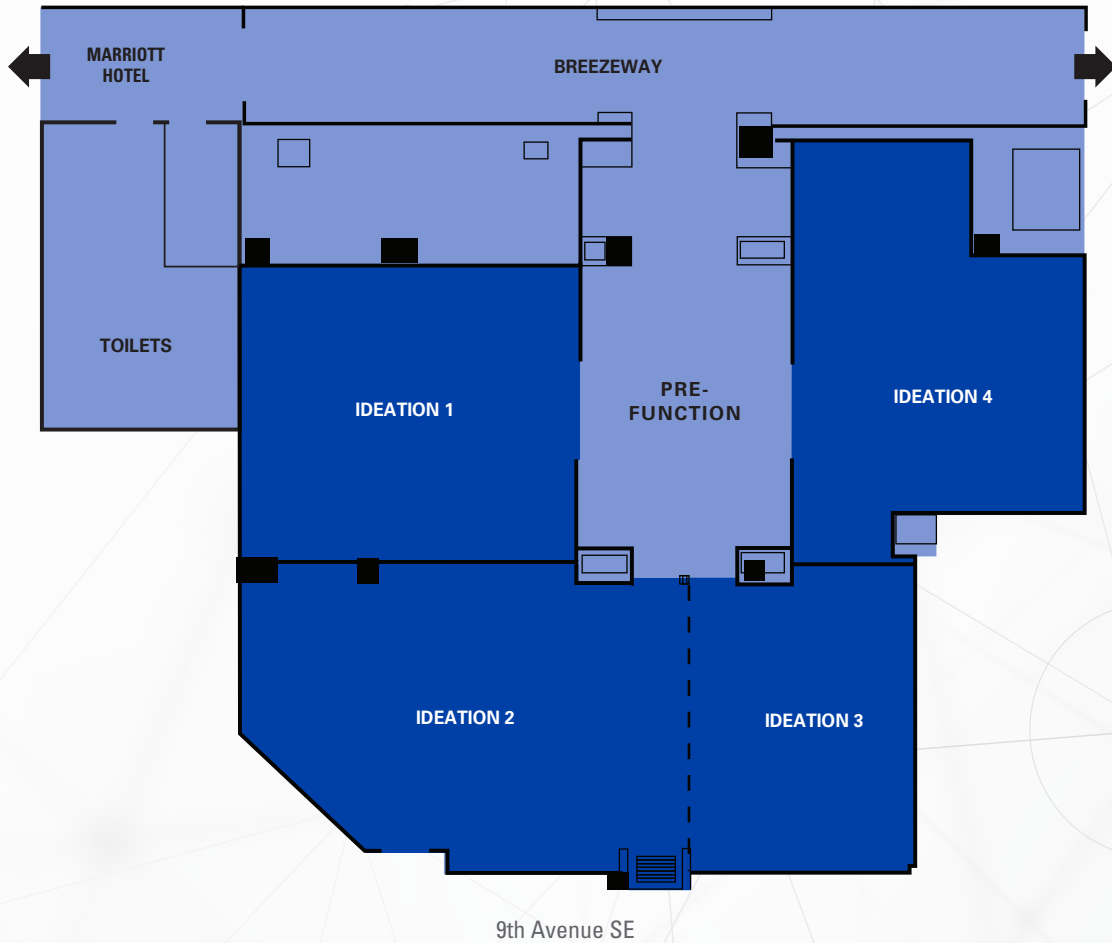 MARRIOTT
HOTEL
BREEZEWAY
TOILETS
IDEATION 1
PRE-
FUNCTION
IDEATION 4
IDEATION 2
IDEATION 3
9th Avenue SE